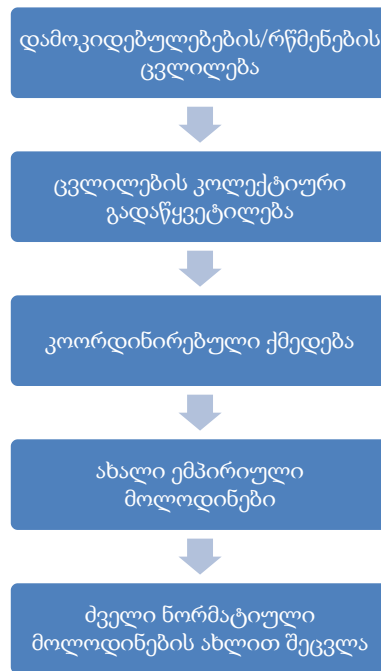 დამოკიდებულებების/რწმენების
ცვლილება
ცვლილების კოლექტიური
გადაწყვეტილება
კოორდინირებული ქმედება
ახალი ემპირიული
მოლოდინები
ძველი ნორმატიული
მოლოდინების ახლით შეცვლა